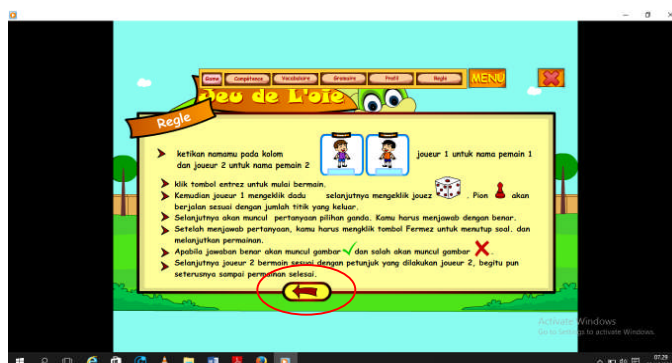 Game Compétence Vocabulaire Gramaire Profil Regle MENU
Jeu de L'oie
Regle
ketikan namamu pada kolom joueur 1 untuk nama pemain 1
dan joueur 2 untuk nama pemain 2
klik tombol entrez untuk mulai bermain.
Kemudian joueur 1 mengeklik dadu selanjutnya mengeklik jouez . Pion akan
berjalan sesuai dengan jumlah titik yang keluar.
Selanjutnya akan muncul pertanyaan pilihan ganda. Kamu harus menjawab dengan benar.
Setelah menjawab pertanyaan, kamu harus mengklik tombol Fermez untuk menutup soal. dan
melanjutkan permainan.
Apabila jawaban benar akan muncul gambar dan salah akan muncul gambar .
Selanjutnya joueur 2 bermain sesuai dengan petunjuk yang dilakukan joueur 2, begitu pun
seterusnya sampai permainan selesai.
Activate Windows
Go to Settings to activate Windows.
07.29